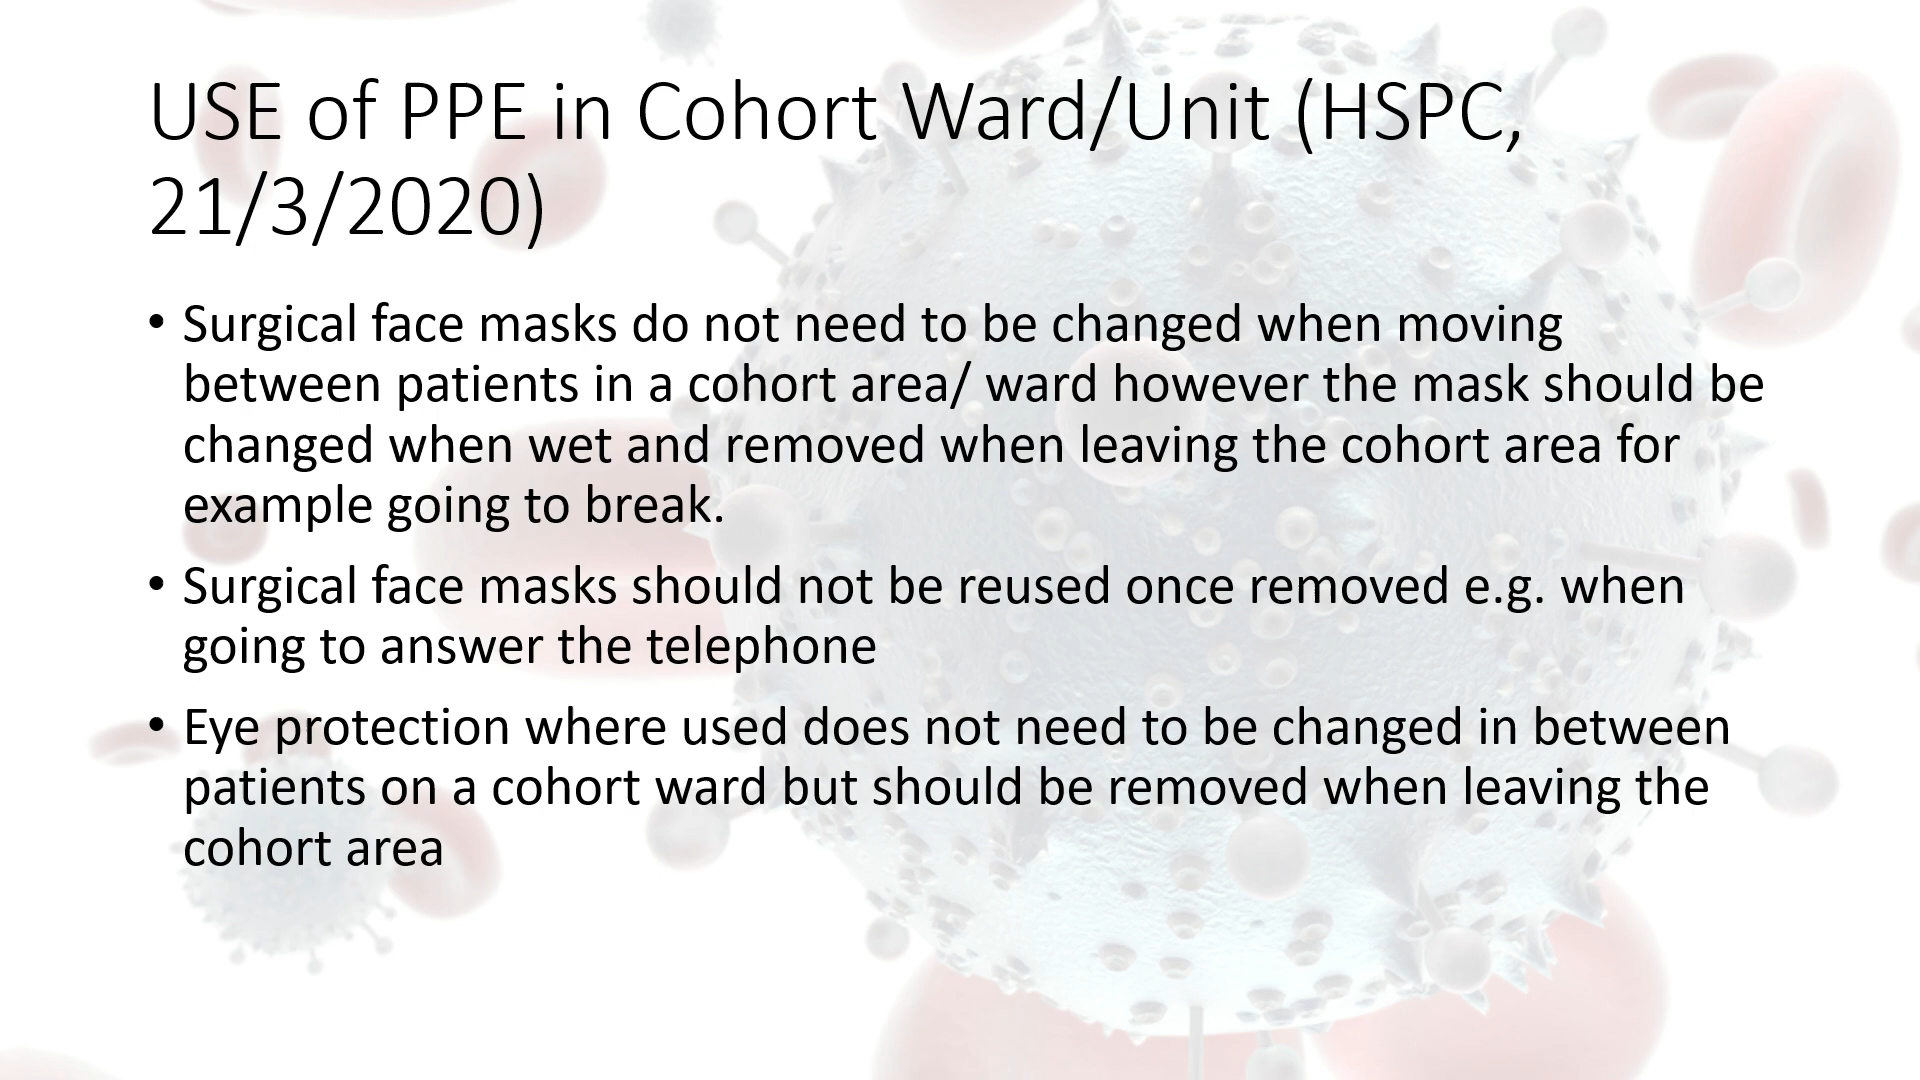 USE of PPE in Cohort Ward/Unit (HSPC,
21/3/2020)
• Surgical face masks do not need to be changed when moving
between patients in a cohort area/ ward however the mask should be
changed when wet and removed when leaving the cohort area for
example going to break.
• Surgical face masks should not be reused once removed e.g. when
going to answer the telephone
• Eye protection where used does not need to be changed in between
patients on a cohort ward but should be removed when leaving the
cohort area